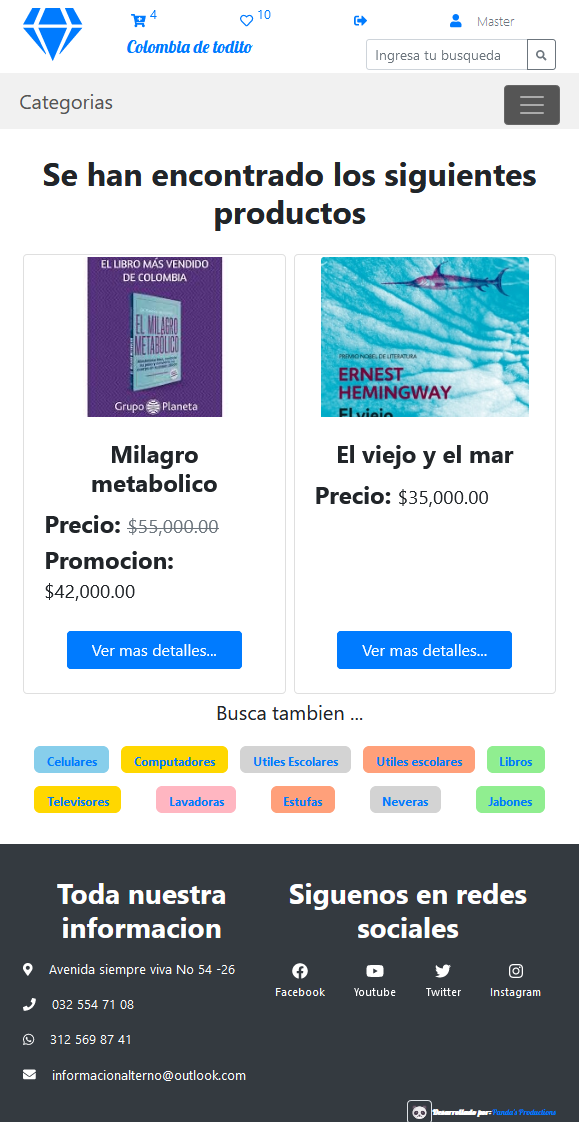 4
10
Master
Colombia de todito
Ingresa tu busqueda
Categorias
Se han encontrado los siguientes
productos
EL LIBRO MÁS VENDIDO
DE COLOMBIA
EL MILAGRO
METABÓLICO
Grupo Planeta
Milagro
metabolico
Precio: $55,000.00
Promocion:
$42,000.00
Ver mas detalles...
PREMIO NOBEL DE LITERATURA
ERNEST
HEMINGWAY
El viejo
El viejo y el mar
Precio: $35,000.00
Ver mas detalles...
Busca tambien ...
Celulares Computadores Utiles Escolares Utiles escolares Libros
Televisores Lavadoras Estufas Neveras Jabones
Toda nuestra
informacion
Avenida siempre viva No 54 -26
032 554 71 08
312 569 87 41
informacionalterno@outlook.com
Siguenos en redes
sociales
Facebook Youtube Twitter Instagram
Desarrollado por: Panda's Productions